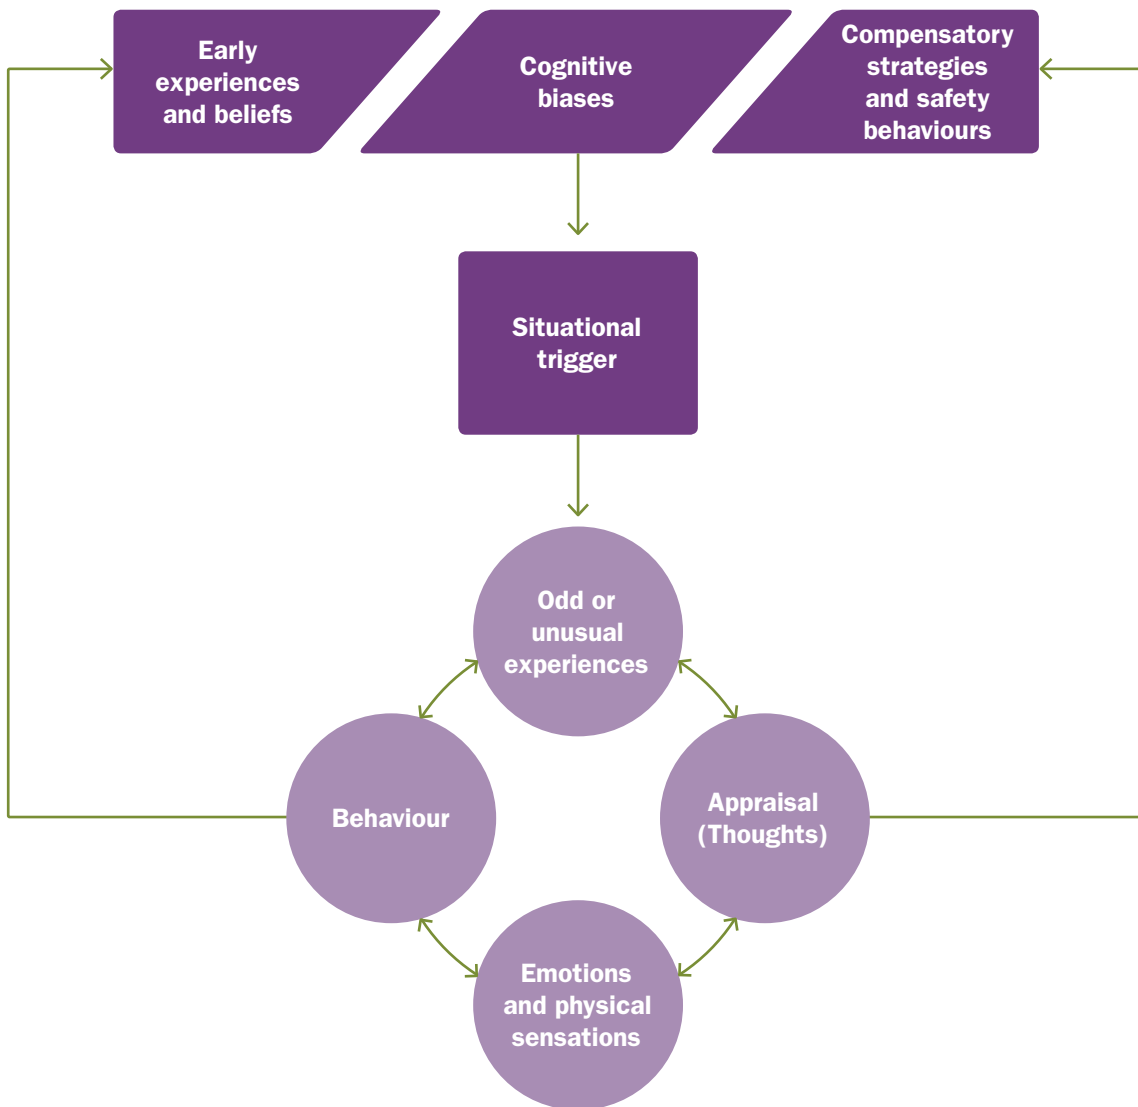 Early
experiences
and beliefs
Cognitive
biases
Compensatory
strategies
and safety
behaviours
Situational
trigger
Odd or
unusual
experiences
Behaviour
Appraisal
(Thoughts)
Emotions
and physical
sensations